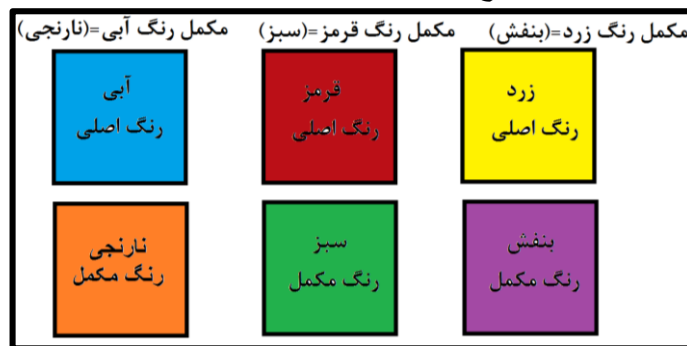 مکمل رنگ زرد=(بنفش) مکمل رنگ قرمز=(سبز) مکمل رنگ آبی=(نارنجی)
زرد
رنگ اصلی
قرمز
رنگ اصلی
آبی
رنگ اصلی
بنفش
رنگ مکمل
سبز
رنگ مکمل
نارنجی
رنگ مکمل